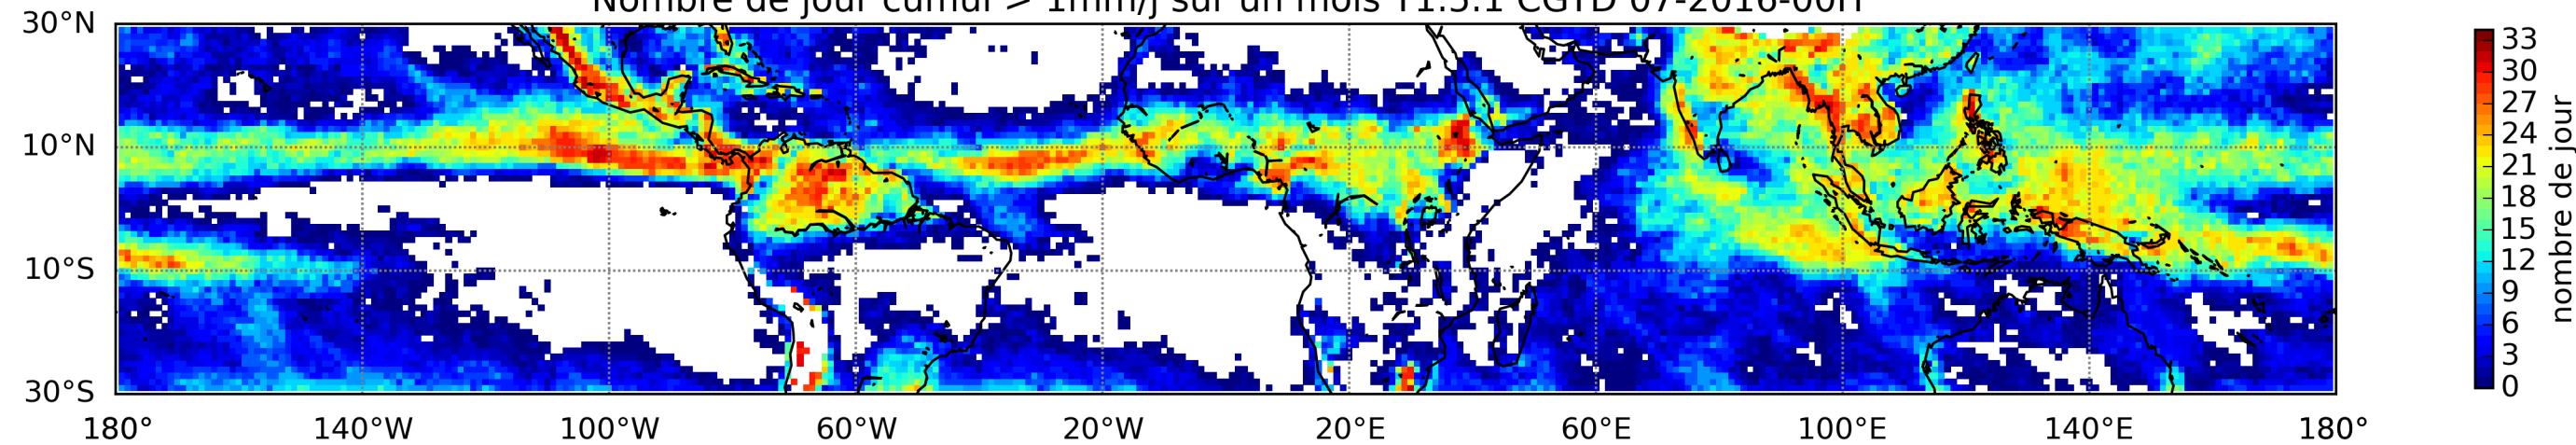 Nombre de jour cumul > 1mm/j sur un mois T1.5.1 CGTD 07-2016-00H
30°N
10°N
10°S
30°S
180°
140°W
100°W
60°W
20°W
20°E
60°E
100°E
140°E
180°
33
30
27
24
21
18
15
12
9
6
3
0
nombre de jour